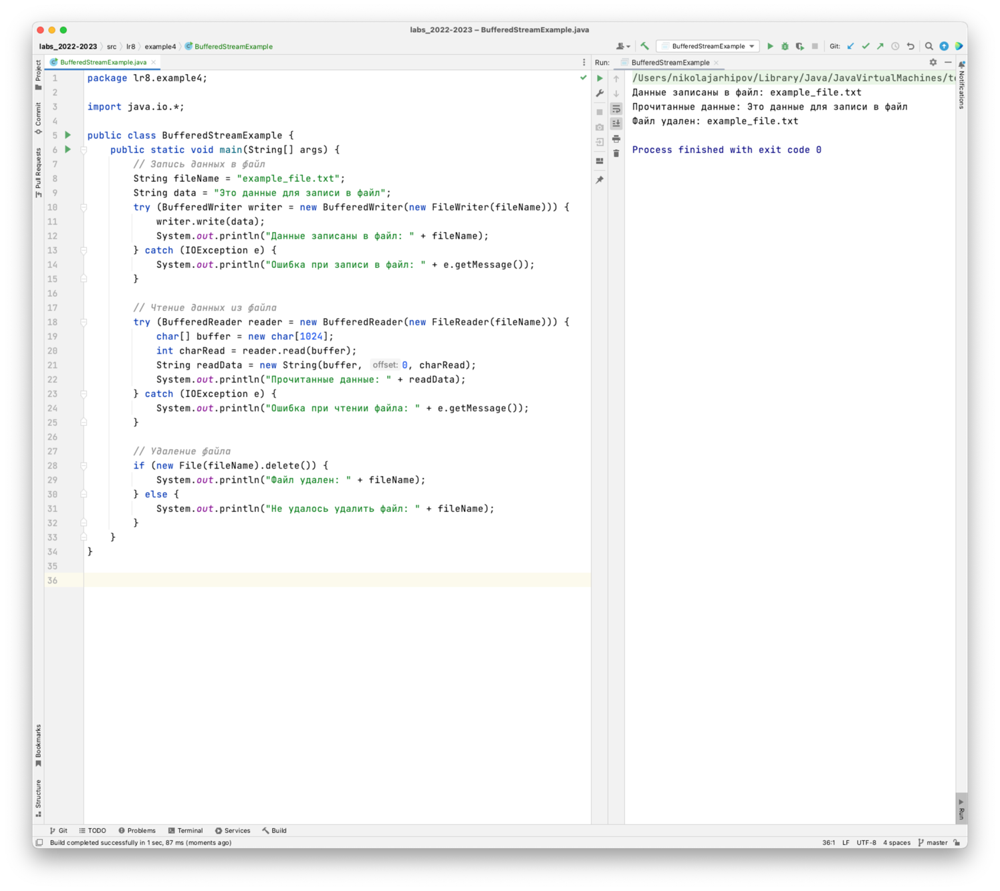 labs_2022-2023 – BufferedStreamExample.java
labs_2022-2023 src lr8 example4 BufferedStreamExample
BufferedStreamExample Git:
BufferedStreamExample.java
Run: BufferedStreamExample
Project
Commit
Pull Requests
Bookmarks
Structure
1 package lr8.example4;
2
3 import java.io.*;
4
5 public class BufferedStreamExample {
6 public static void main(String[] args) {
7 // Запись данных в файл
8 String fileName = "example_file.txt";
9 String data = "Это данные для записи в файл";
10 try (BufferedWriter writer = new BufferedWriter(new FileWriter(fileName))) {
11 writer.write(data);
12 System.out.println("Данные записаны в файл: " + fileName);
13 } catch (IOException e) {
14 System.out.println("Ошибка при записи в файл: " + e.getMessage());
15 }
16
17 // Чтение данных из файла
18 try (BufferedReader reader = new BufferedReader(new FileReader(fileName))) {
19 char[] buffer = new char[1024];
20 int charRead = reader.read(buffer);
21 String readData = new String(buffer, offset: 0, charRead);
22 System.out.println("Прочитанные данные: " + readData);
23 } catch (IOException e) {
24 System.out.println("Ошибка при чтении файла: " + e.getMessage());
25 }
26
27 // Удаление файла
28 if (new File(fileName).delete()) {
29 System.out.println("Файл удален: " + fileName);
30 } else {
31 System.out.println("Не удалось удалить файл: " + fileName);
32 }
33 }
34 }
35
36
/Users/nikolajarhipov/Library/Java/JavaVirtualMachines/te
Данные записаны в файл: example_file.txt
Прочитанные данные: Это данные для записи в файл
Файл удален: example_file.txt
Process finished with exit code 0
Notifications
Run
Git TODO Problems Terminal Services Build
Build completed successfully in 1 sec, 87 ms (moments ago)
36:1 LF UTF-8 4 spaces master